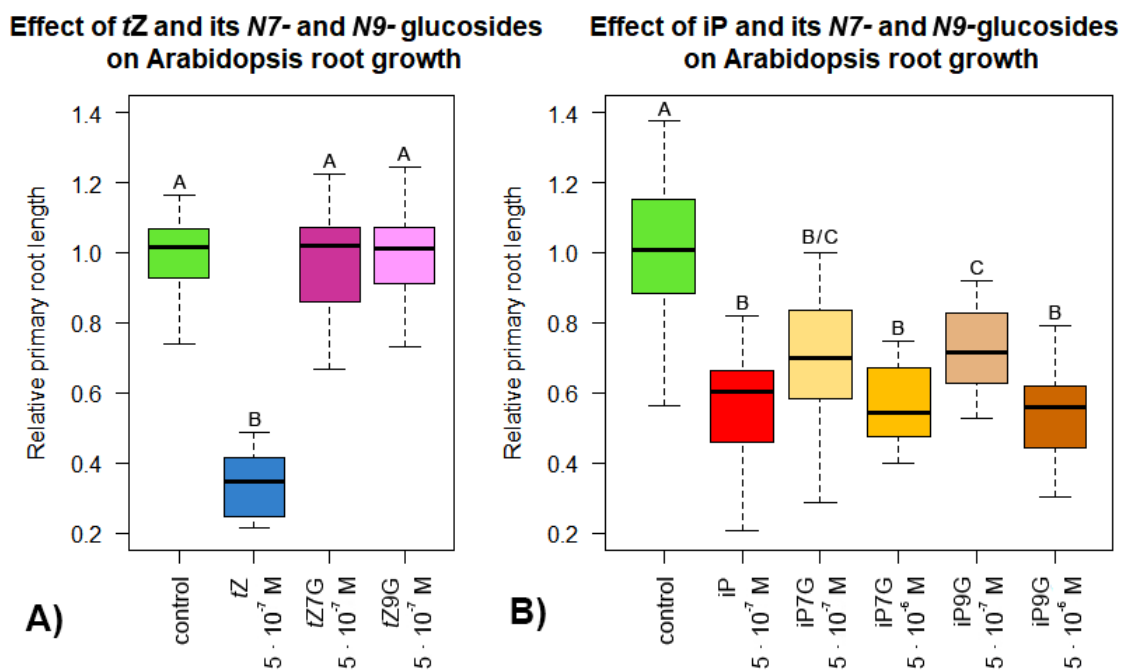 Effect of tZ and its N7- and N9- glucosides
on Arabidopsis root growth
Relative primary root length
1.4
1.2
1.0
0.8
0.6
0.4
0.2
A
B
A
A
control
tZ
5 · 10⁻⁷ M
tZ7G
5 · 10⁻⁷ M
tZ9G
5 · 10⁻⁷ M
A)
Effect of iP and its N7- and N9-glucosides
on Arabidopsis root growth
Relative primary root length
1.4
1.2
1.0
0.8
0.6
0.4
0.2
A
B
B/C
B
C
B
control
iP
5 · 10⁻⁷ M
iP7G
5 · 10⁻⁷ M
iP7G
5 · 10⁻⁶ M
iP9G
5 · 10⁻⁷ M
iP9G
5 · 10⁻⁶ M
B)